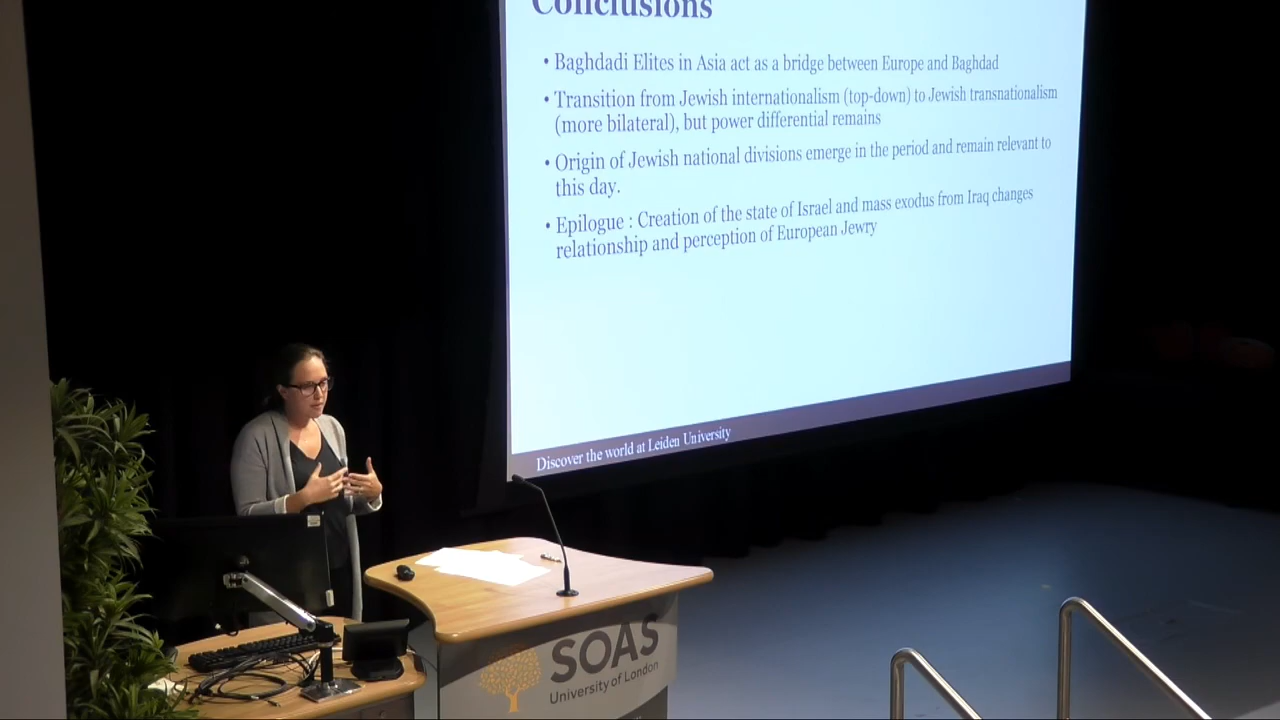 Conclusions
• Baghdadi Elites in Asia act as a bridge between Europe and Baghdad
• Transition from Jewish internationalism (top-down) to Jewish transnationalism
(more bilateral), but power differential remains
• Origin of Jewish national divisions emerge in the period and remain relevant to
this day.
• Epilogue : Creation of the state of Israel and mass exodus from Iraq changes
relationship and perception of European Jewry
Discover the world at Leiden University
SOAS
University of London